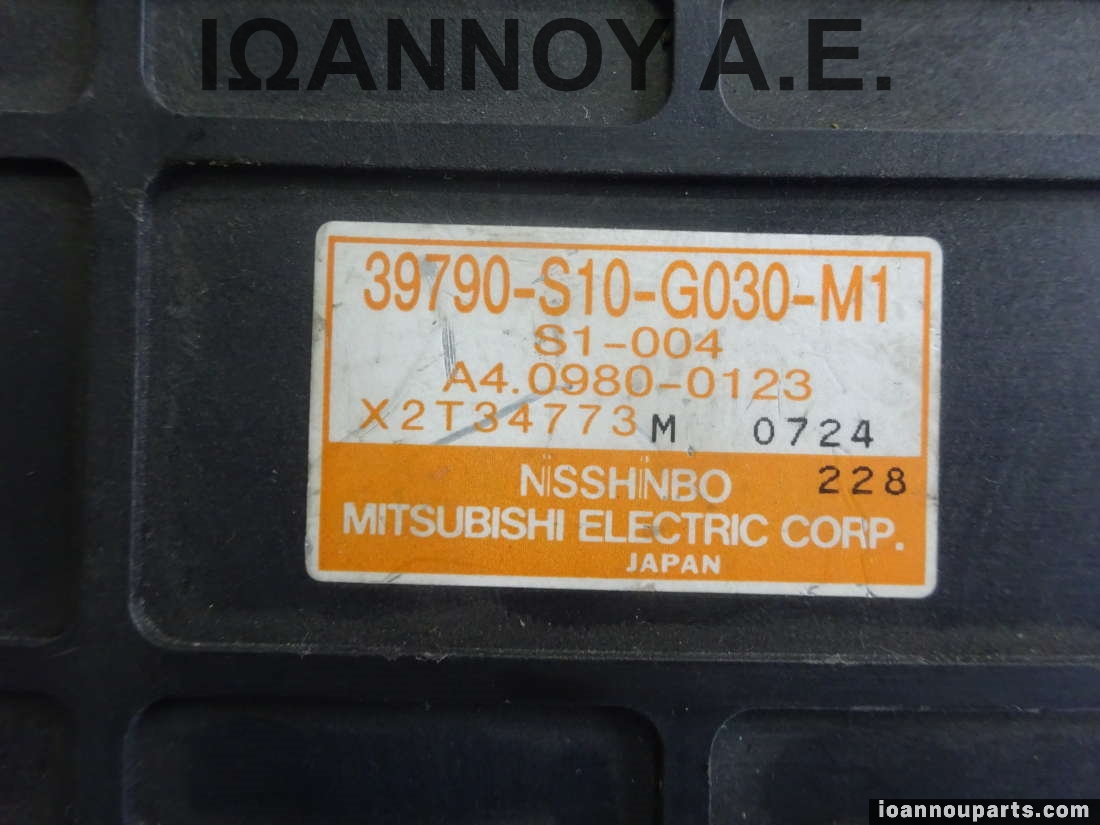 ΙΩΑΝΝΟΥ Α.Ε.
39790-S10-G030-M1
S1-004
A4.0980-0123
X2T34773 M 0724
228
NISSHINBO
MITSUBISHI ELECTRIC CORP.
JAPAN
ioannouparts.com